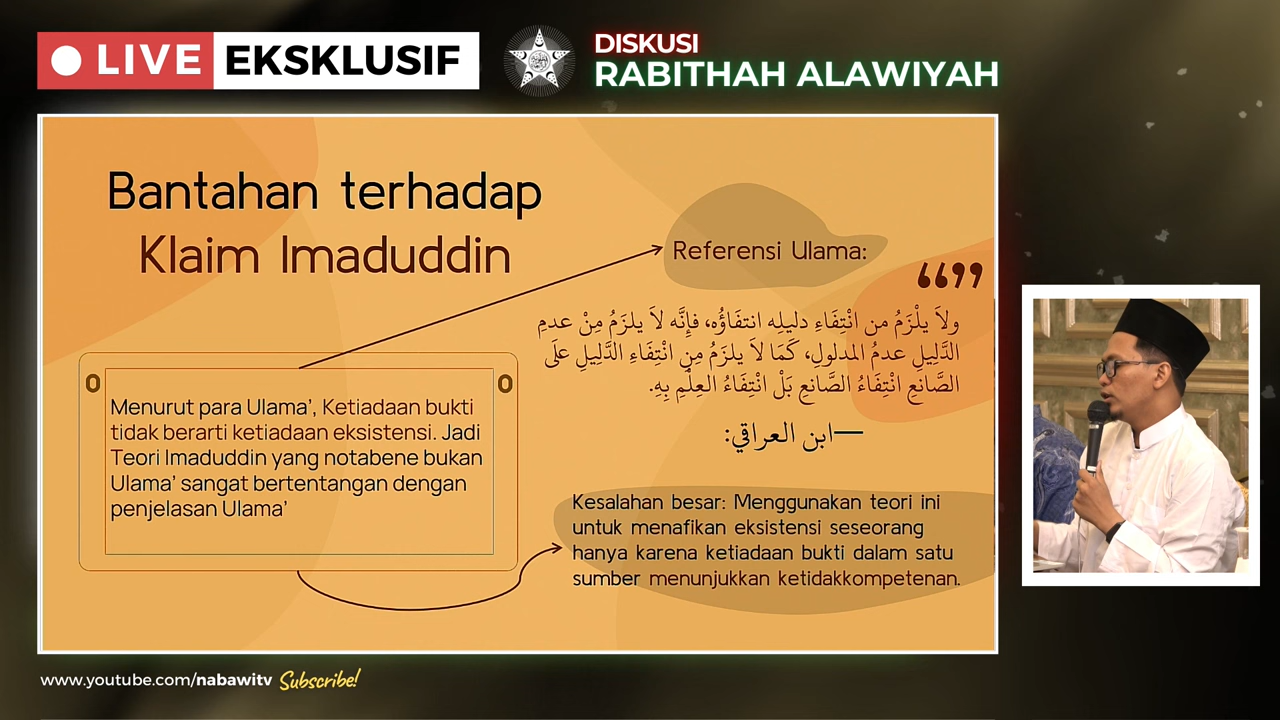 LIVE EKSKLUSIF
DISKUSI
RABITHAH ALAWIYAH
Bantahan terhadap
Klaim Imaduddin
Referensi Ulama:
ولاَ يلْزَمُ من انْتِفَاءِ دليلِه انتفَاؤُه، فإِنَّه لاَ يلزَمُ مِنْ عدمِ
الدَّلِيلِ عدمُ المدلولِ، كَمَا لاَ يلزَمُ مِنِ انْتِفَاءِ الدَّلِيلِ علَى
الصَّانعِ انْتِفَاءُ الصَّانعِ بَلْ انْتِفَاءُ العِلْمِ بِهِ.
—ابن العراقي:
O O
Menurut para Ulama’, Ketiadaan bukti
tidak berarti ketiadaan eksistensi. Jadi
Teori Imaduddin yang notabene bukan
Ulama’ sangat bertentangan dengan
penjelasan Ulama’
Kesalahan besar: Menggunakan teori ini
untuk menafikan eksistensi seseorang
hanya karena ketiadaan bukti dalam satu
sumber menunjukkan ketidakkompetenan.
www.youtube.com/nabawitv Subscribe!